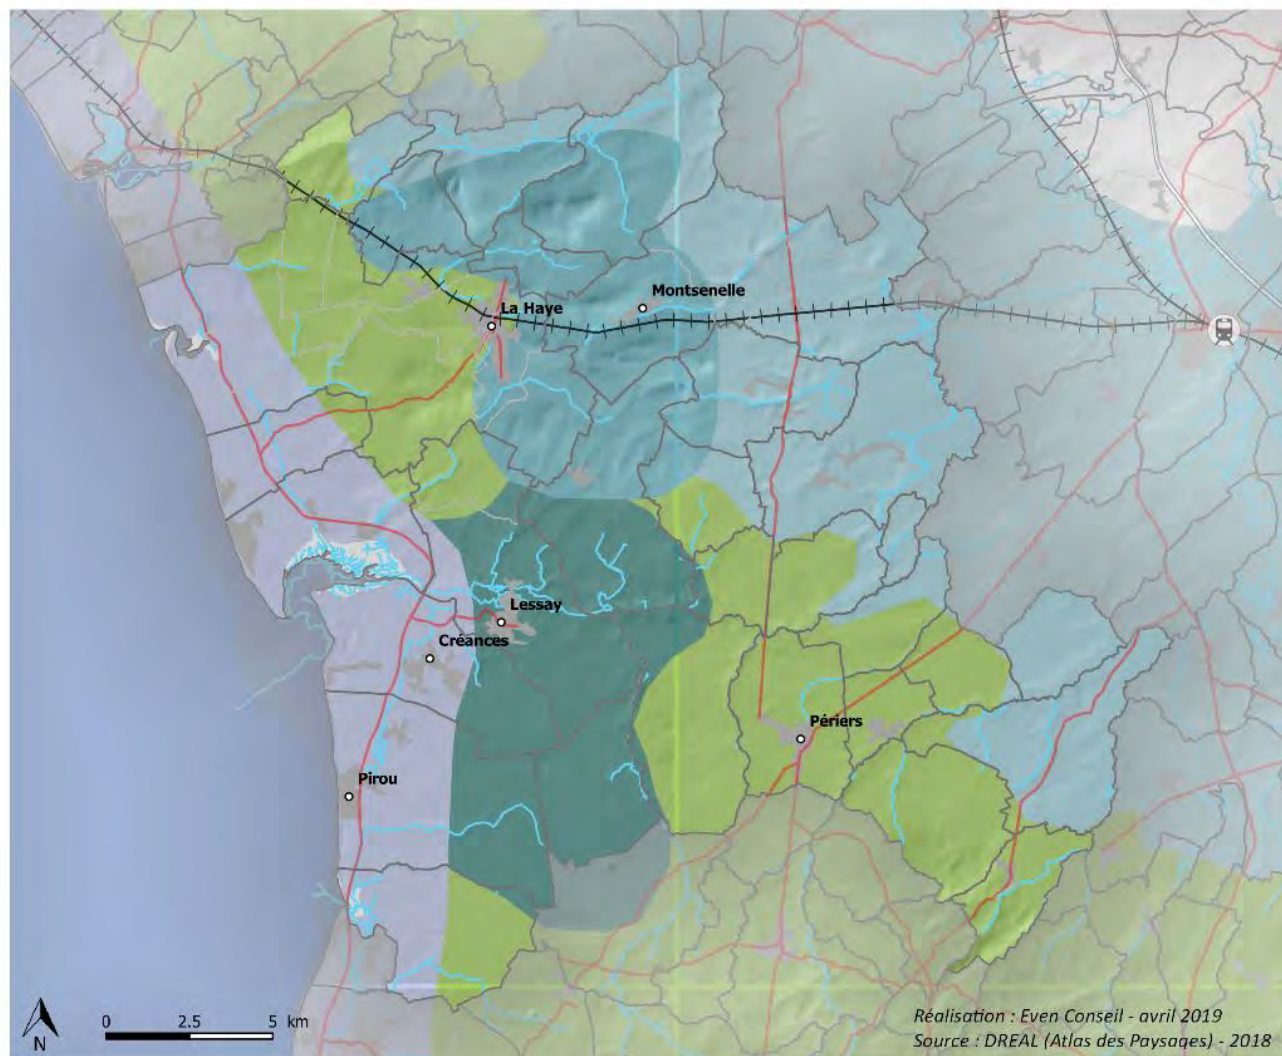 La Haye
Montsenelle
Lessay
Créances
Périers
Pirou
0 2.5 5 km
N
Réalisation : Even Conseil - avril 2019
Source : DREAL (Atlas des Paysages) - 2018